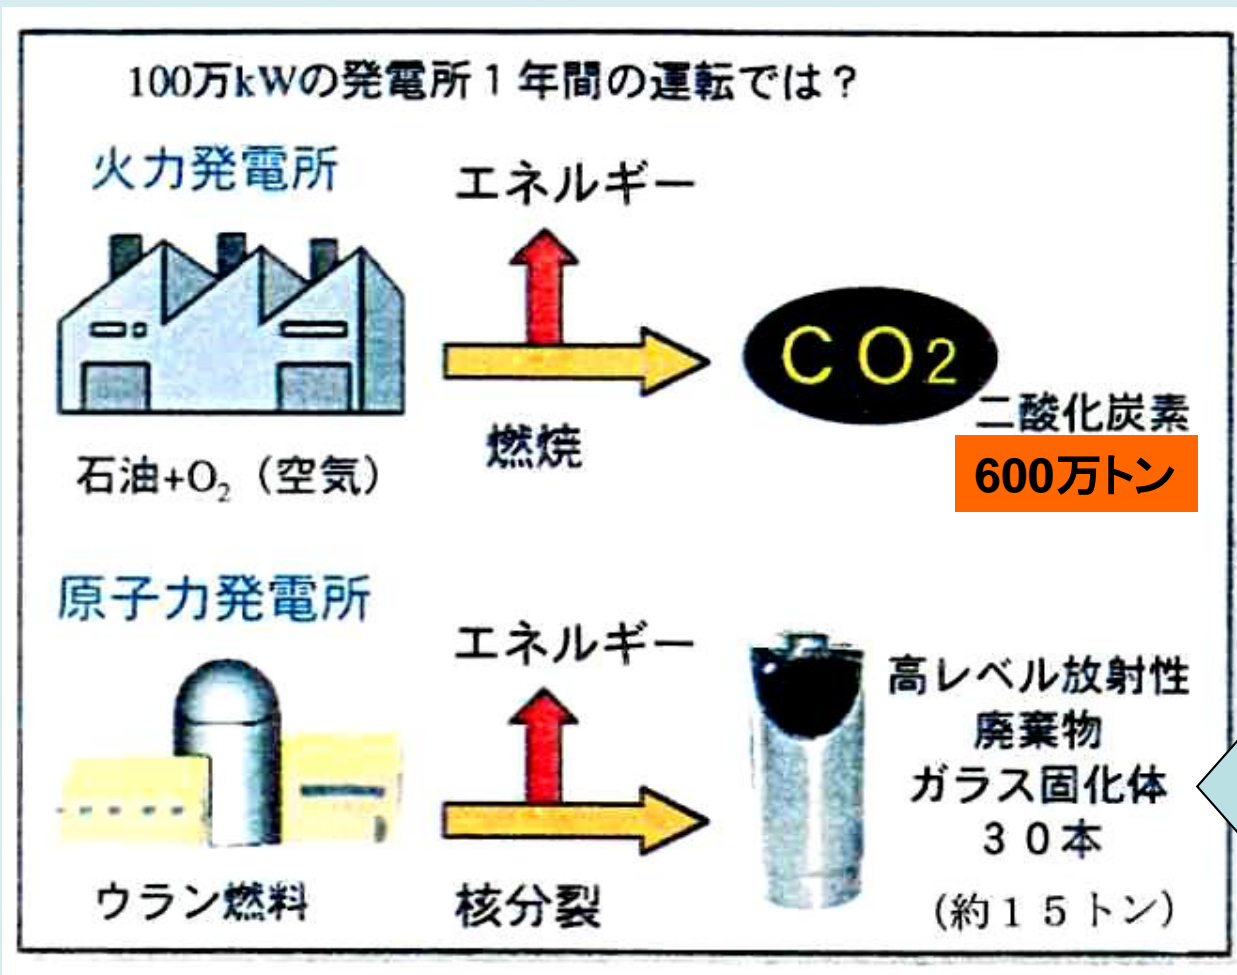 100万kWの発電所1年間の運転では?
火力発電所
エネルギー
CO2
二酸化炭素
600万トン
燃焼
石油+O₂(空気)
原子力発電所
エネルギー
高レベル放射性
廃棄物
ガラス固化体
30本
(約15トン)
ウラン燃料
核分裂